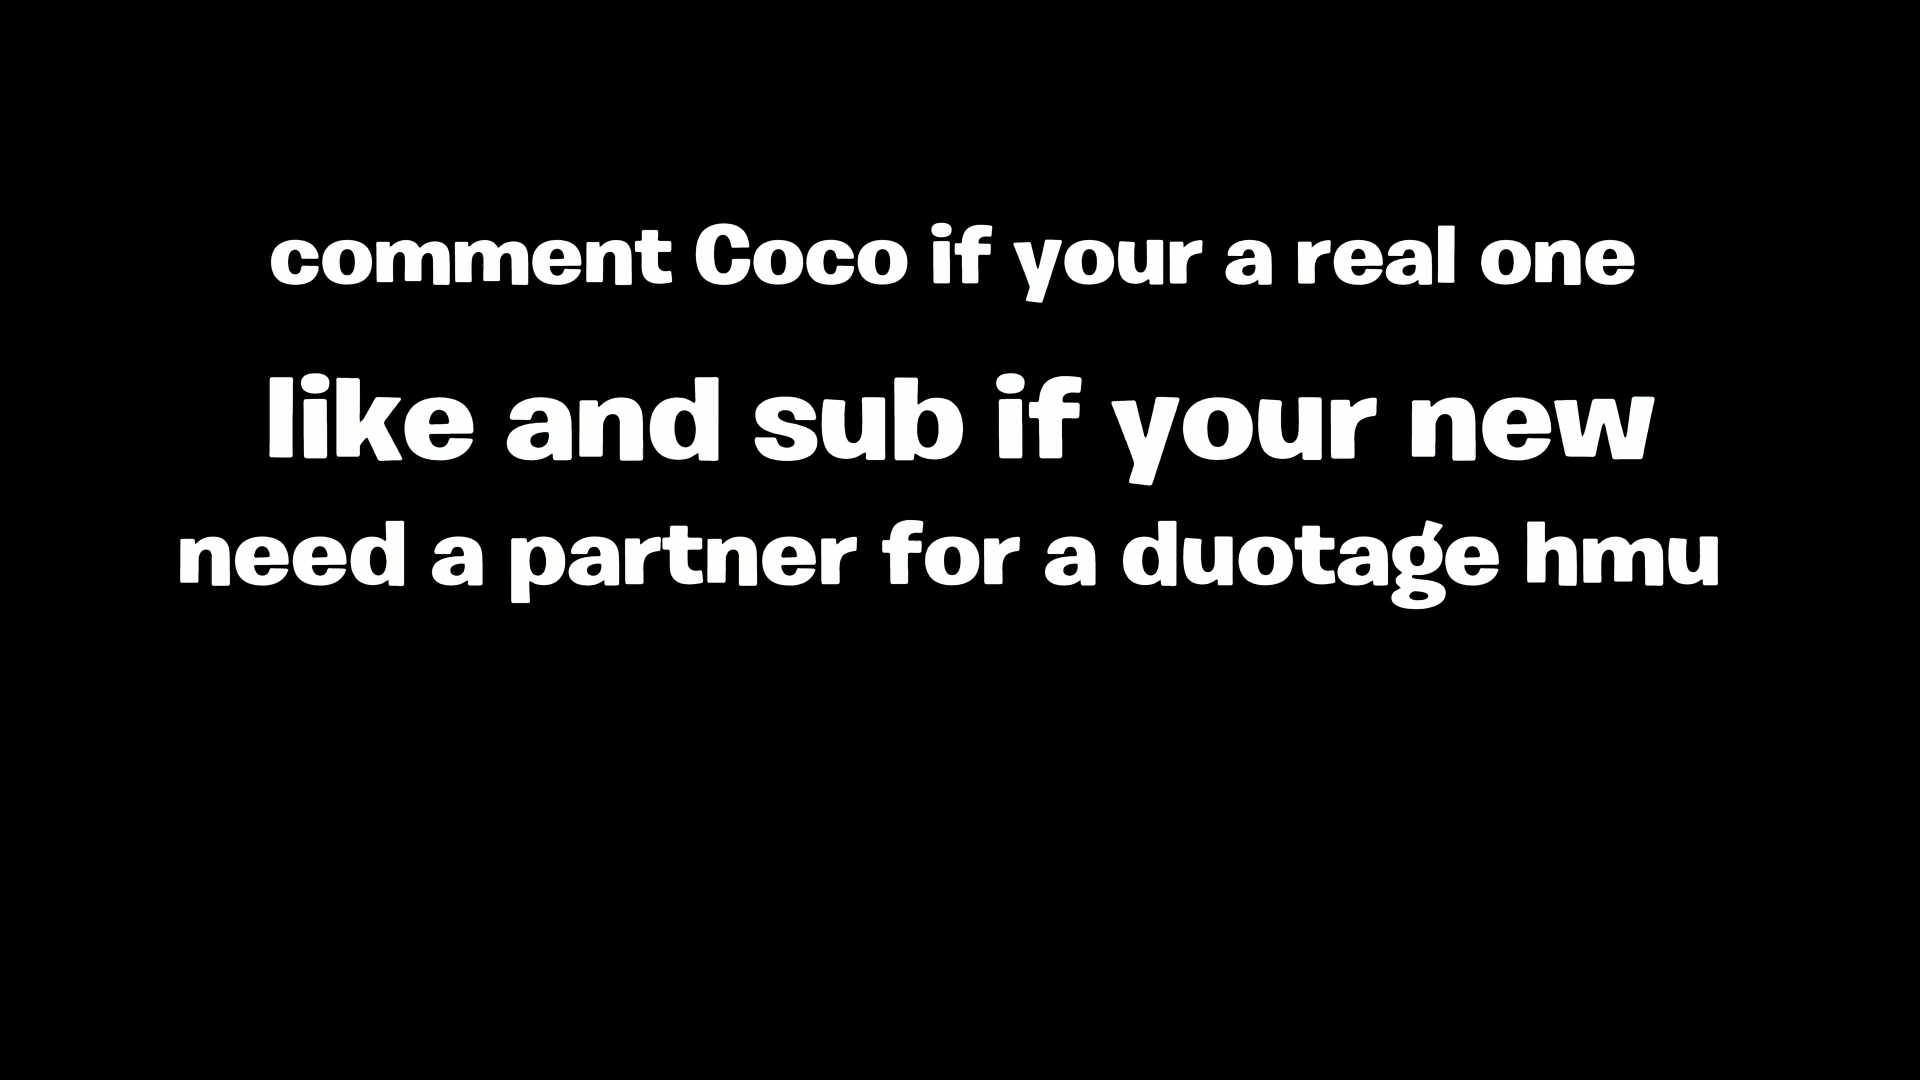 comment Coco if your a real one
like and sub if your new
need a partner for a duotage hmu